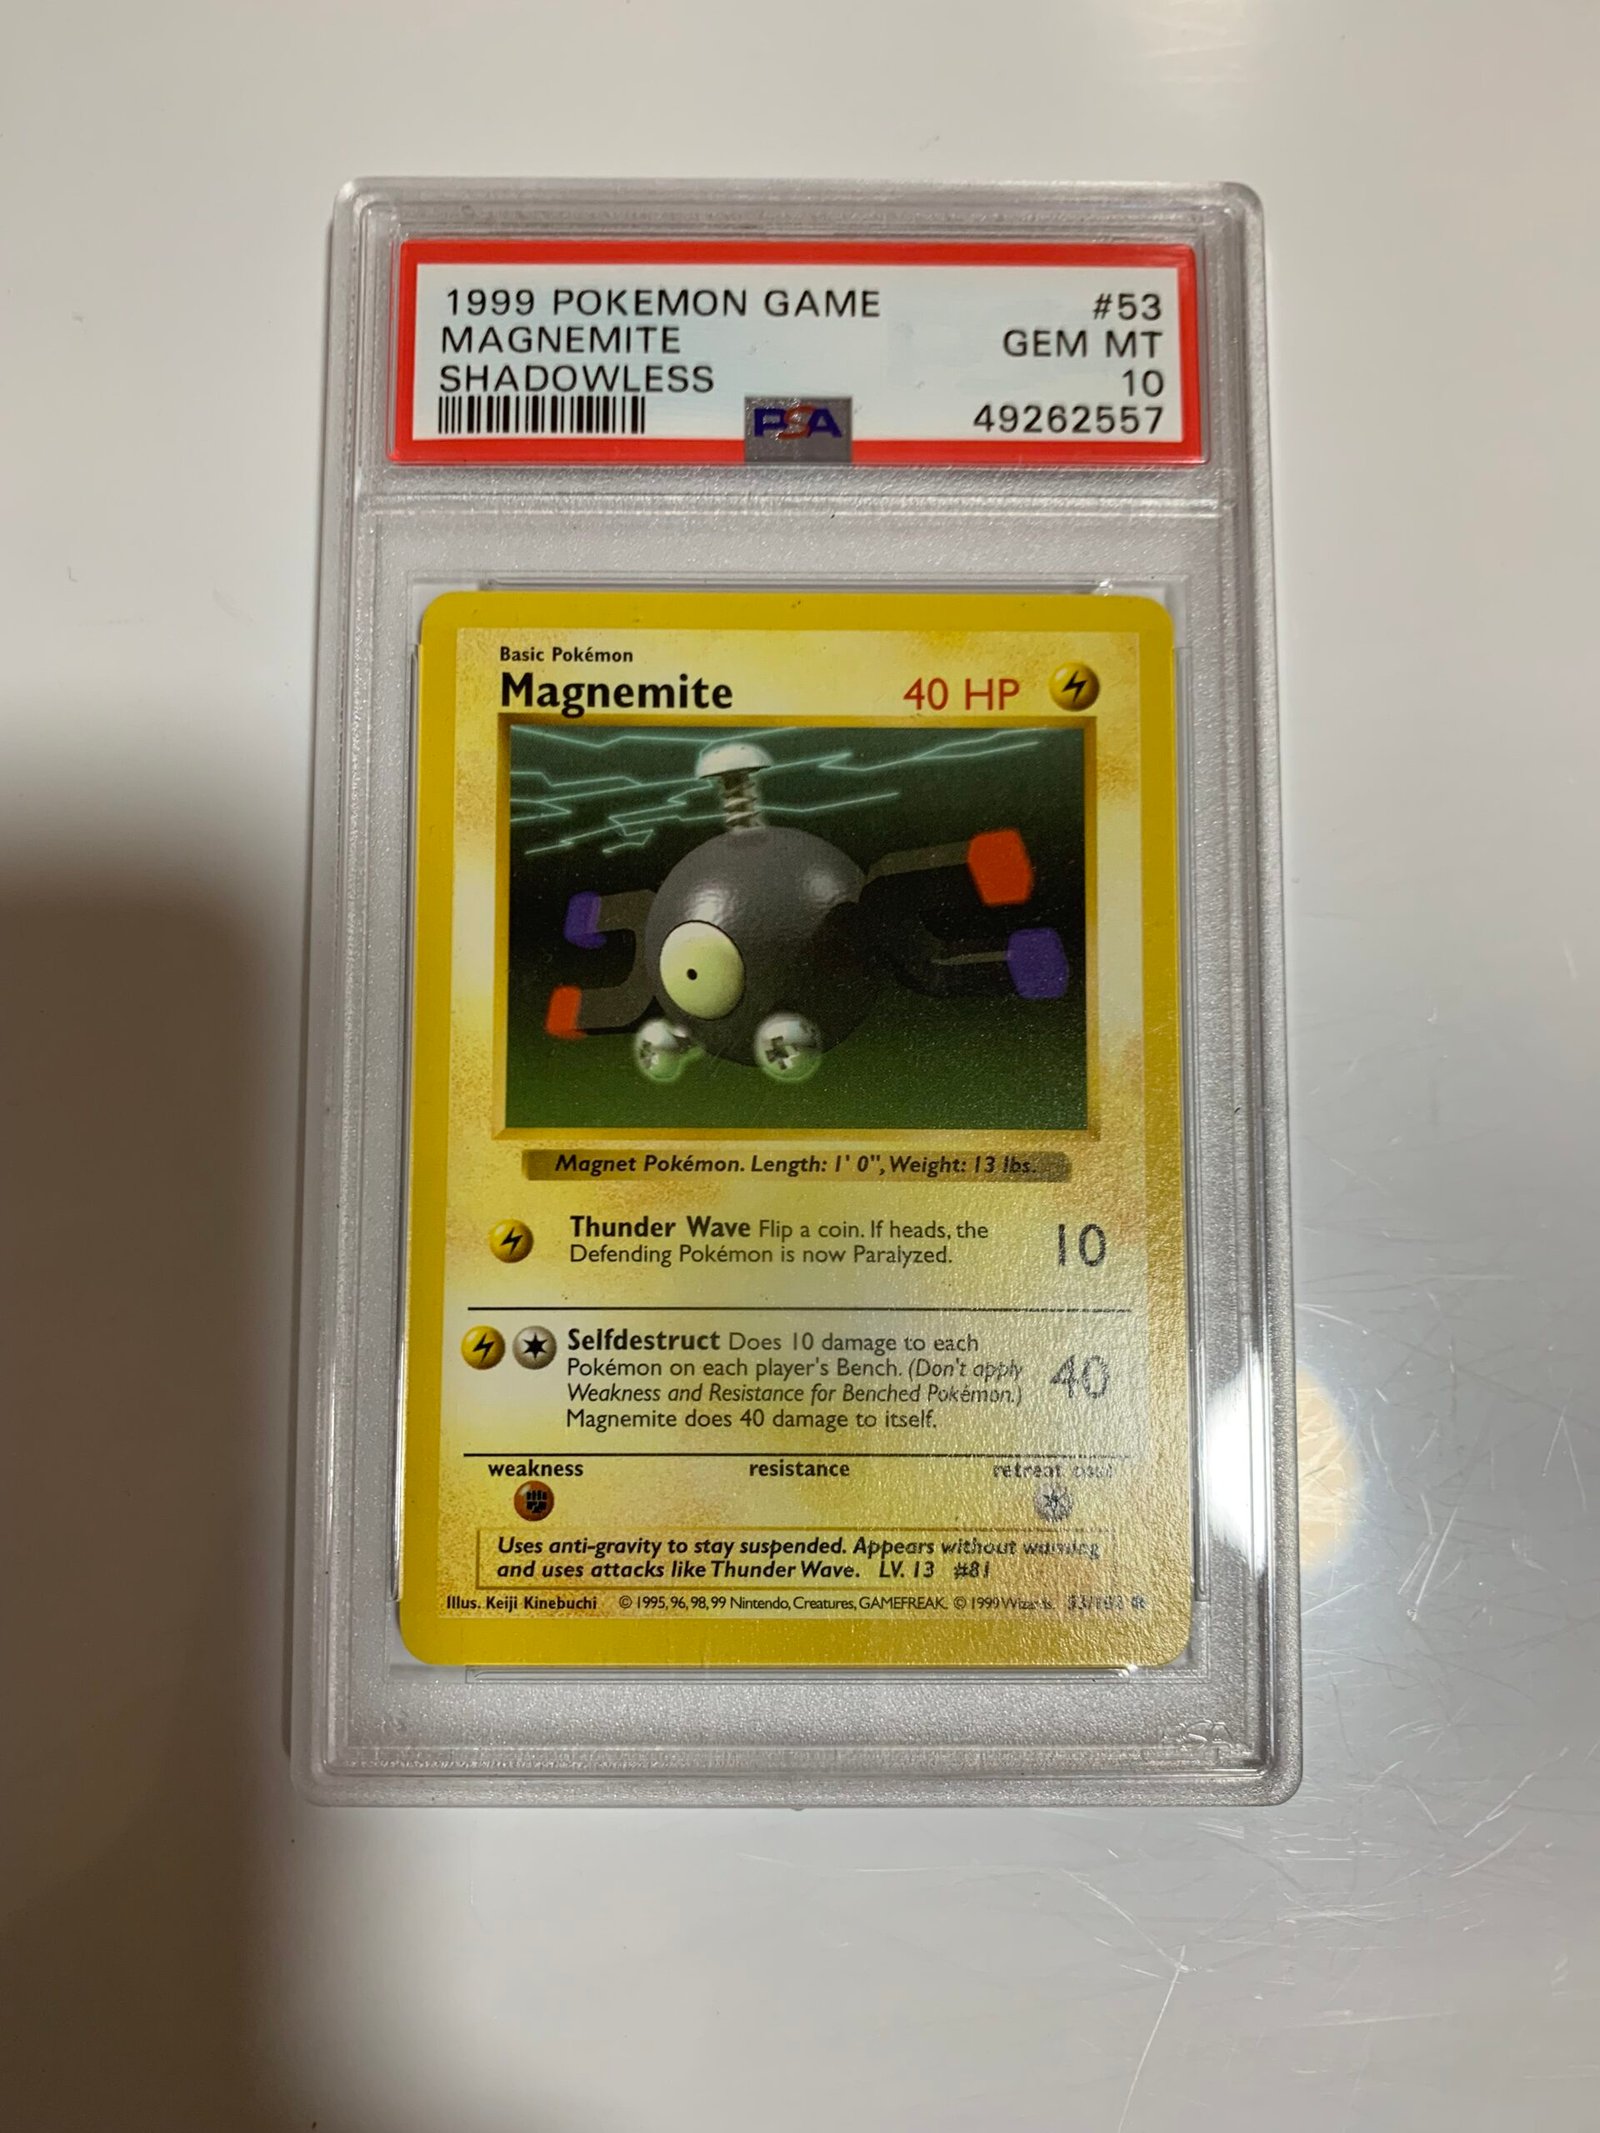 1999 POKEMON GAME #53
MAGNEMITE GEM MT
SHADOWLESS 10
PSA 49262557
Basic Pokémon
Magnemite 40 HP
Magnet Pokémon. Length: 1' 0", Weight: 13 lbs.
Thunder Wave Flip a coin. If heads, the
Defending Pokémon is now Paralyzed. 10
Selfdestruct Does 10 damage to each
Pokémon on each player's Bench. (Don't apply
Weakness and Resistance for Benched Pokémon.)
Magnemite does 40 damage to itself. 40
weakness resistance retreat cost
Uses anti-gravity to stay suspended. Appears without warning
and uses attacks like Thunder Wave. LV. 13 #81
Illus. Keiji Kinebuchi © 1995, 96, 98, 99 Nintendo, Creatures, GAMEFREAK. © 1999 Wizards. 53/102
PSA